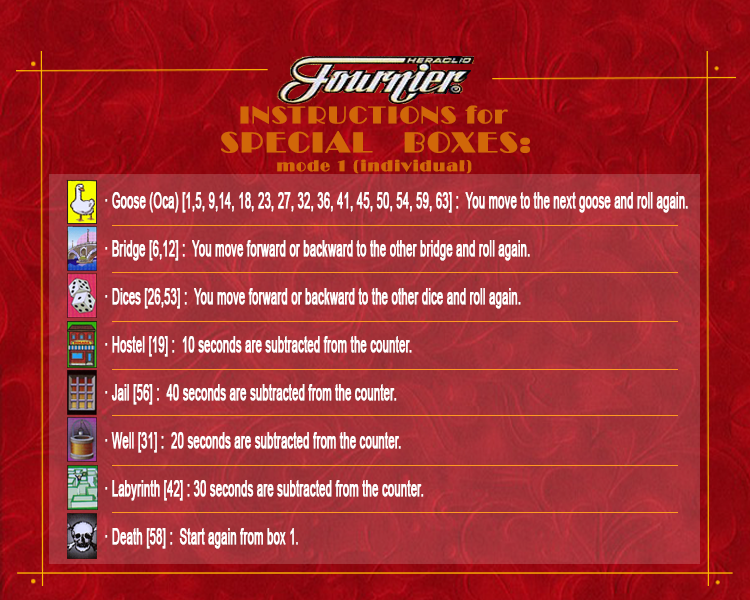 HERACLIO
Fournier®
INSTRUCTIONS for
SPECIAL BOXES:
mode 1 (individual)
· Goose (Oca) [1,5, 9,14, 18, 23, 27, 32, 36, 41, 45, 50, 54, 59, 63] : You move to the next goose and roll again.
· Bridge [6,12] : You move forward or backward to the other bridge and roll again.
· Dices [26,53] : You move forward or backward to the other dice and roll again.
· Hostel [19] : 10 seconds are subtracted from the counter.
· Jail [56] : 40 seconds are subtracted from the counter.
· Well [31] : 20 seconds are subtracted from the counter.
· Labyrinth [42] : 30 seconds are subtracted from the counter.
· Death [58] : Start again from box 1.